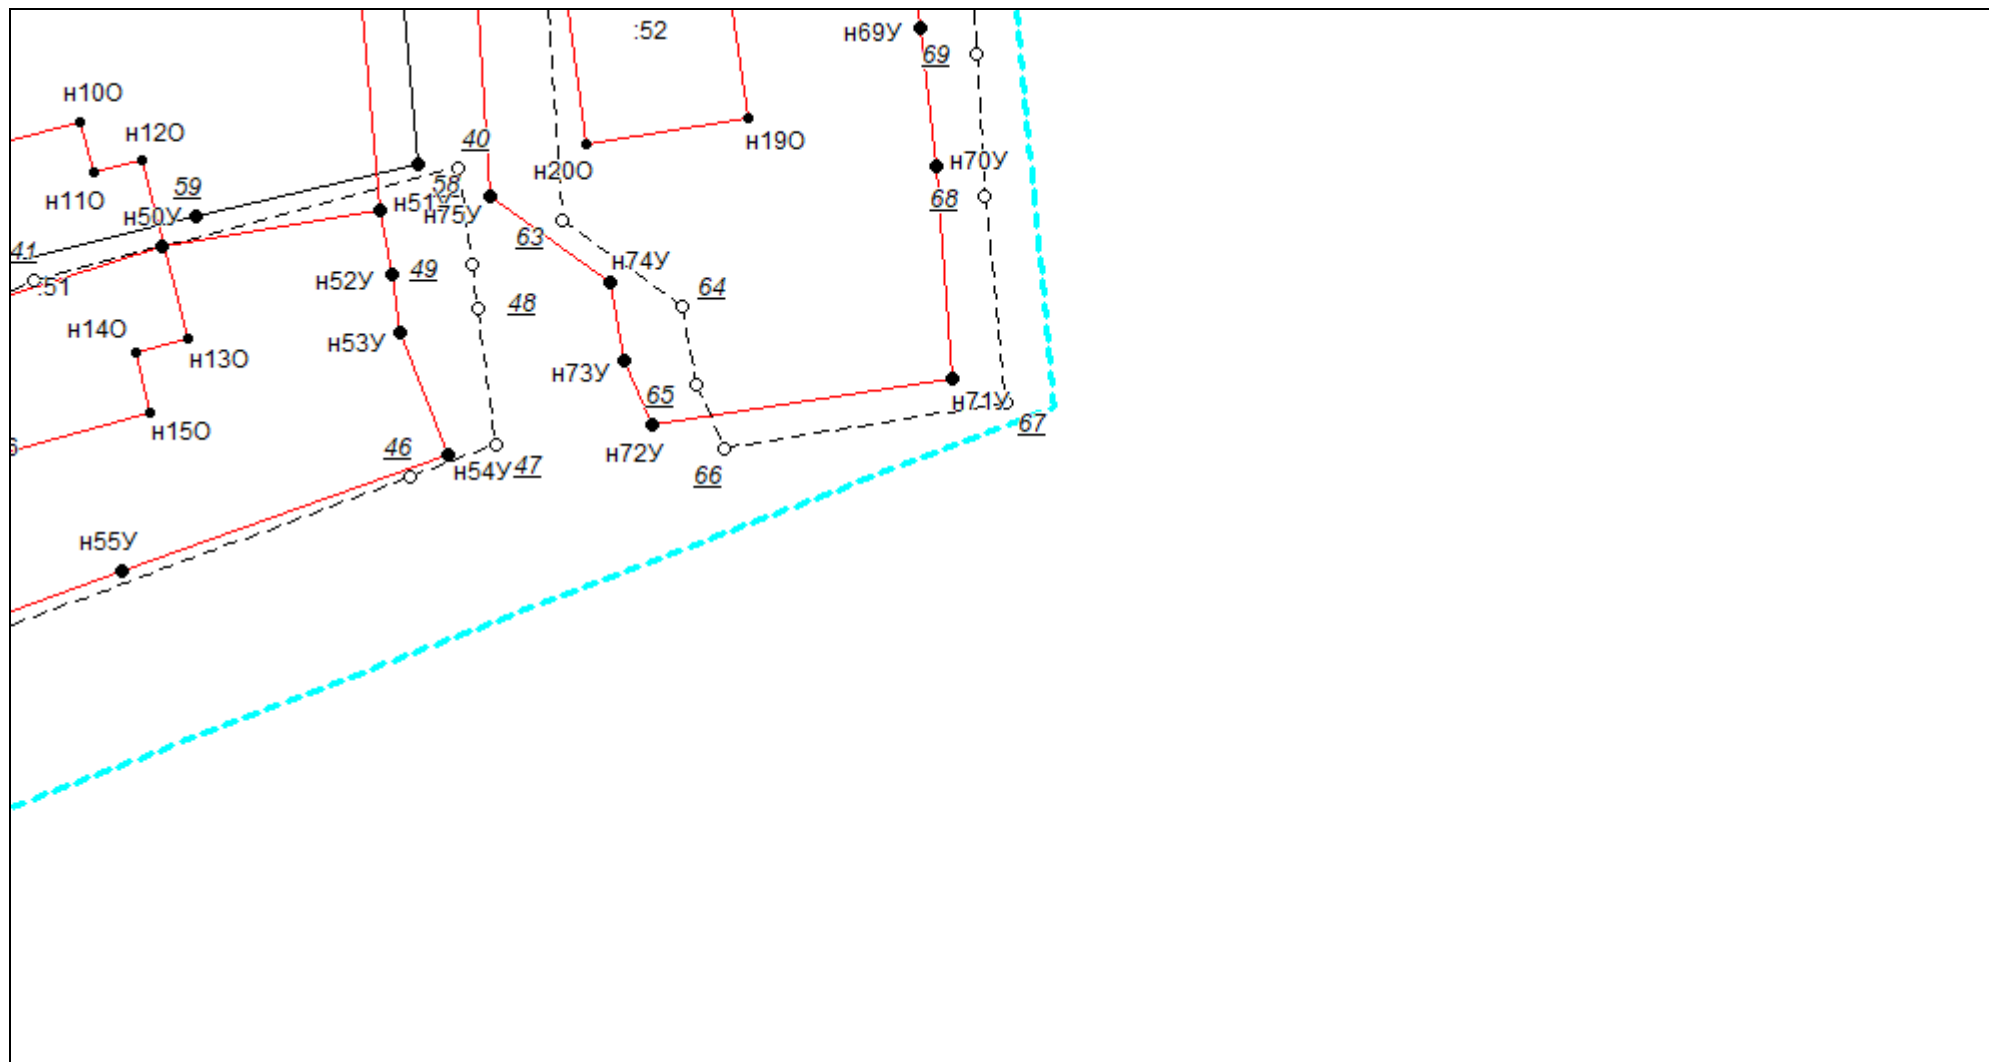 :52
н69У
69
н10О
н12О
40
н19О
н20О
н70У
н11О
59
58
н51У
68
н50У
н75У
63
41
:51
н74У
н52У
49
64
48
н14О
н53У
н13О
н73У
65
н71У
67
н15О
46
н72У
н54У
47
66
н55У